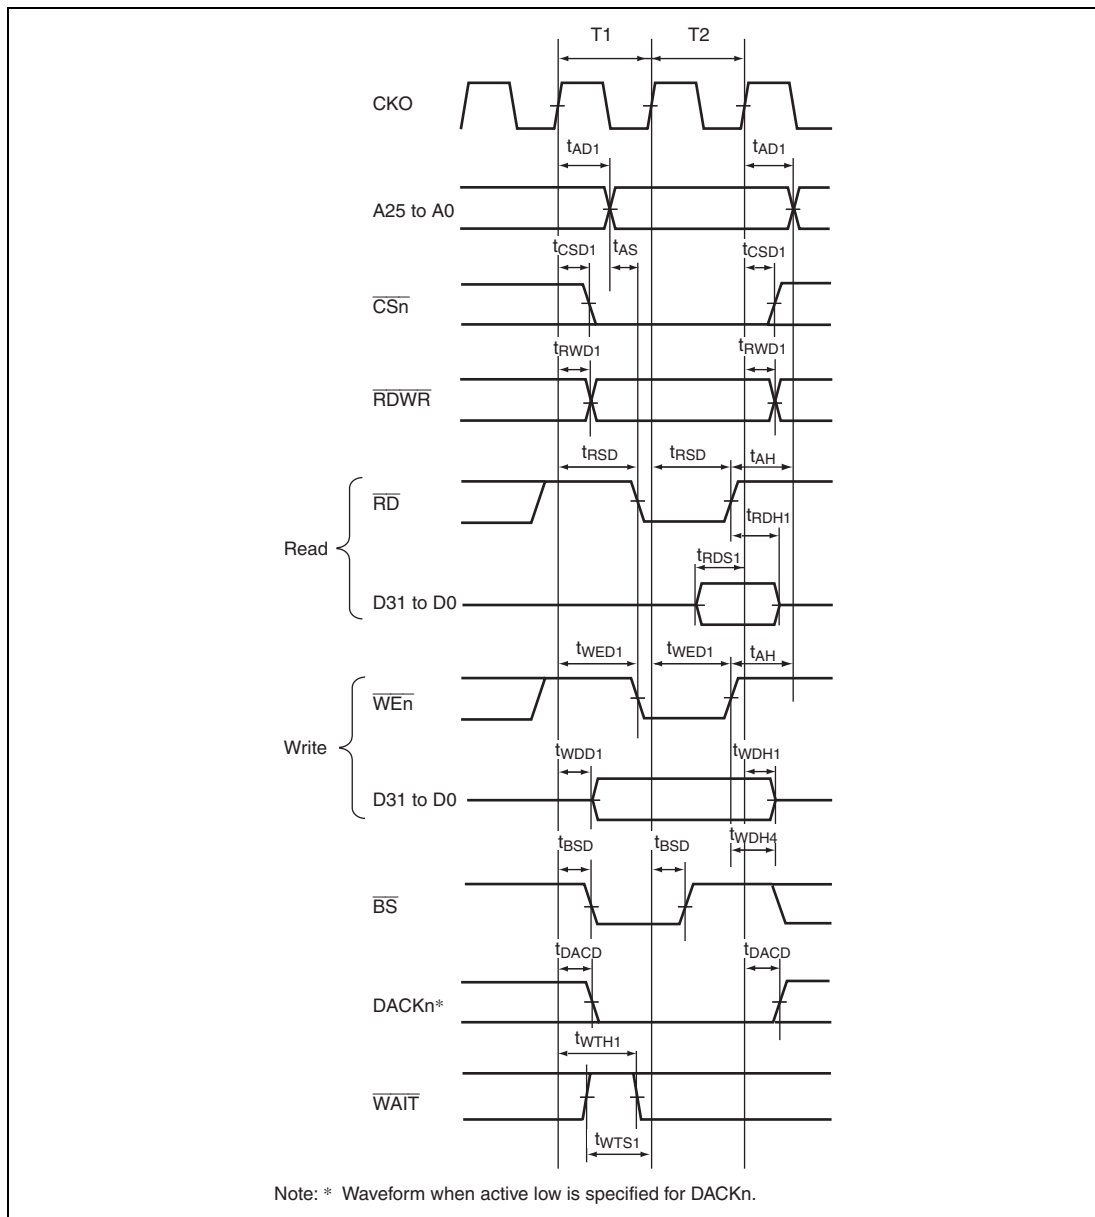 T1 T2
CKO
tAD1 tAD1
A25 to A0
tCSD1 tAS tCSD1
CSn
tRWD1 tRWD1
RDWR
tRSD tRSD tAH
RD
tRDH1
Read
tRDS1
D31 to D0
tWED1 tWED1 tAH
WEn
Write
tWDD1 tWDH1
D31 to D0
tWDH4
tBSD tBSD
BS
tDACD tDACD
DACKn*
tWTH1
WAIT
tWTS1
Note: * Waveform when active low is specified for DACKn.